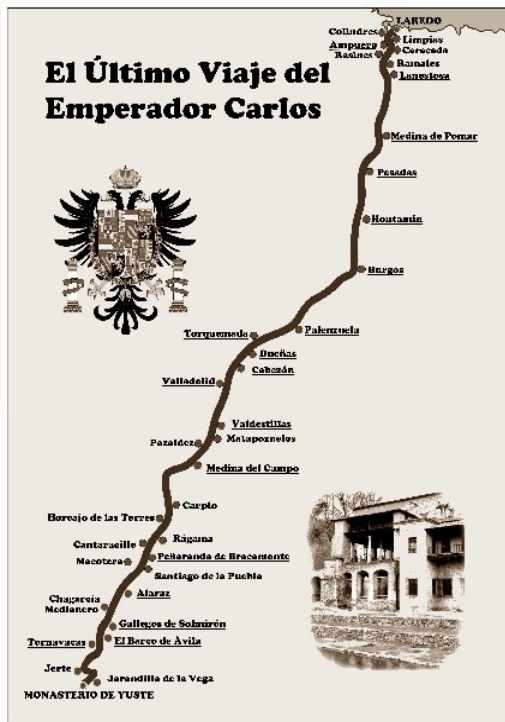 LAREDO
Colindres
Limpias
Ampuero
Cereceda
Rasines
Ramales
Lanestosa
El Último Viaje del
Emperador Carlos
Medina de Pomar
Pesadas
Hontamín
Burgos
Palenzuela
Torquemada
Dueñas
Cabezón
Valladolid
Valdestillas
Matapozuelos
Pozaldez
Medina del Campo
Carpio
Horcajo de las Torres
Rágama
Cantaracillo
Peñaranda de Bracamonte
Macotera
Santiago de la Puebla
Alaraz
Chagarcía
Medianero
Gallegos de Solmirón
El Barco de Ávila
Tornavacas
Jerte
Jarandilla de la Vega
MONASTERIO DE YUSTE